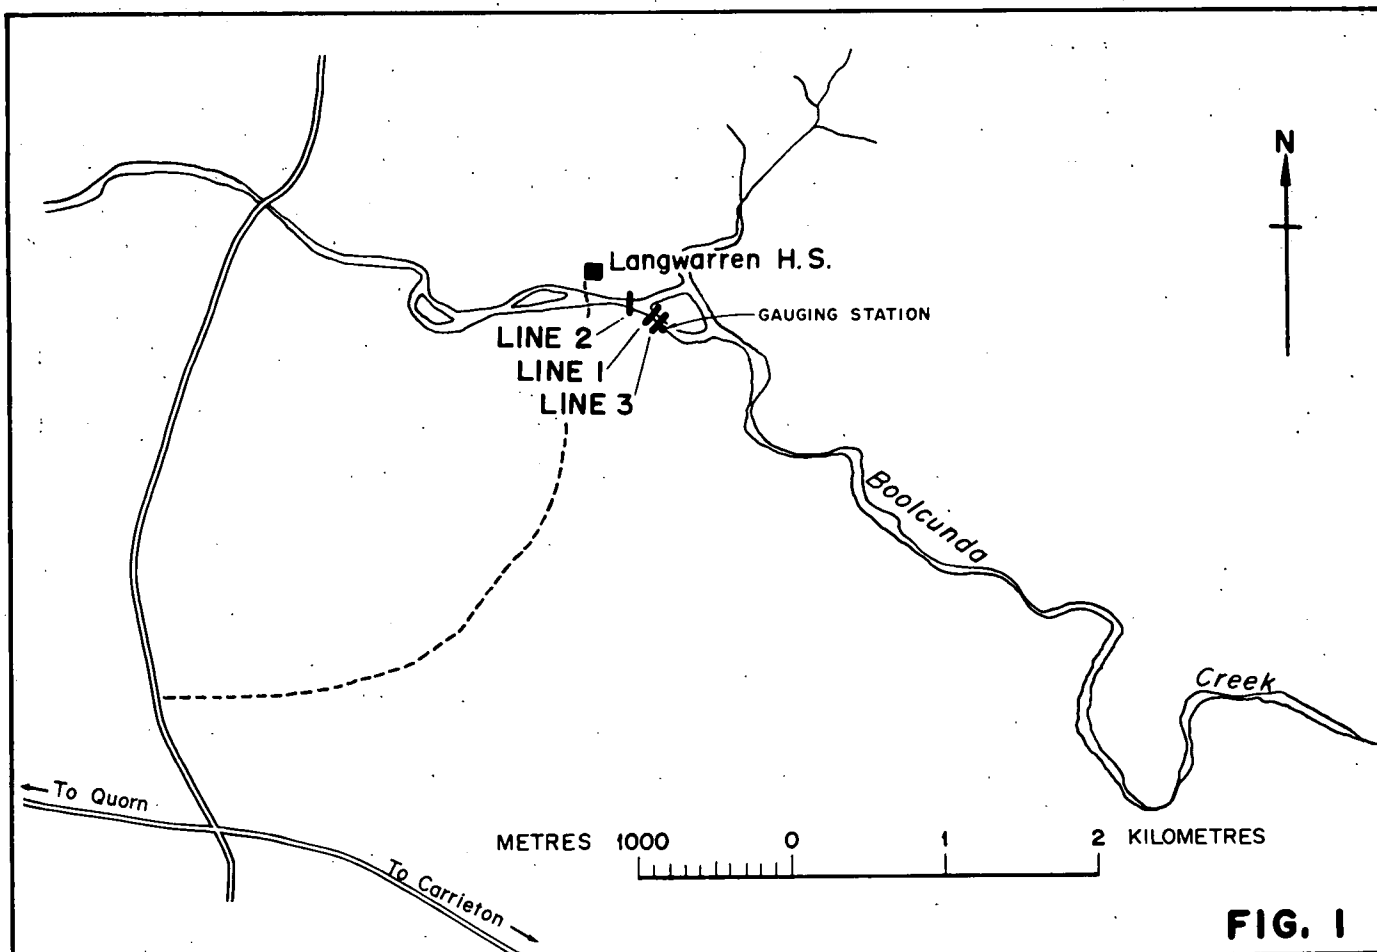 N
Langwarren H.S.
GAUGING STATION
LINE 2
LINE 1
LINE 3
Boolcunda
Creek
To Quorn
METRES 1000 0 1 2 KILOMETRES
To Carrieton
FIG. 1